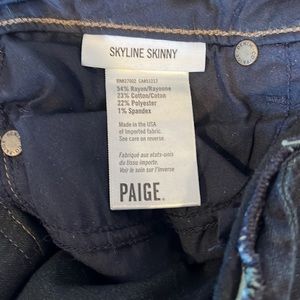 SKYLINE SKINNY
54% Rayon/Rayonne
23% Cotton/Coton
22% Polyester
1% Spandex
Made in the USA
of imported fabric.
See care on reverse.
Fabriqué aux états-unis
du tissu importe.
Voir le soin sur l'inverse
PAIGE.